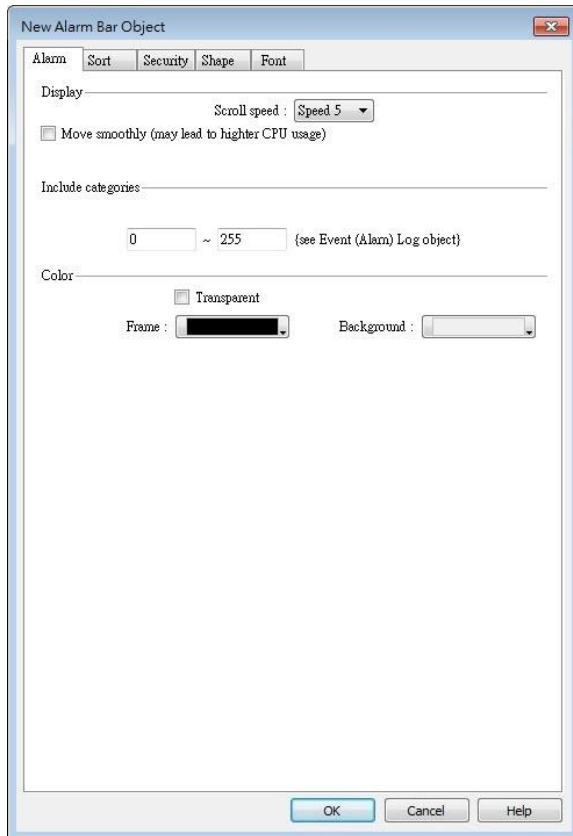 New Alarm Bar Object
Alarm Sort Security Shape Font
Display
Scroll speed : Speed 5
Move smoothly (may lead to highter CPU usage)
Include categories
0 ~ 255 {see Event (Alarm) Log object}
Color
Transparent
Frame : Background :
OK Cancel Help